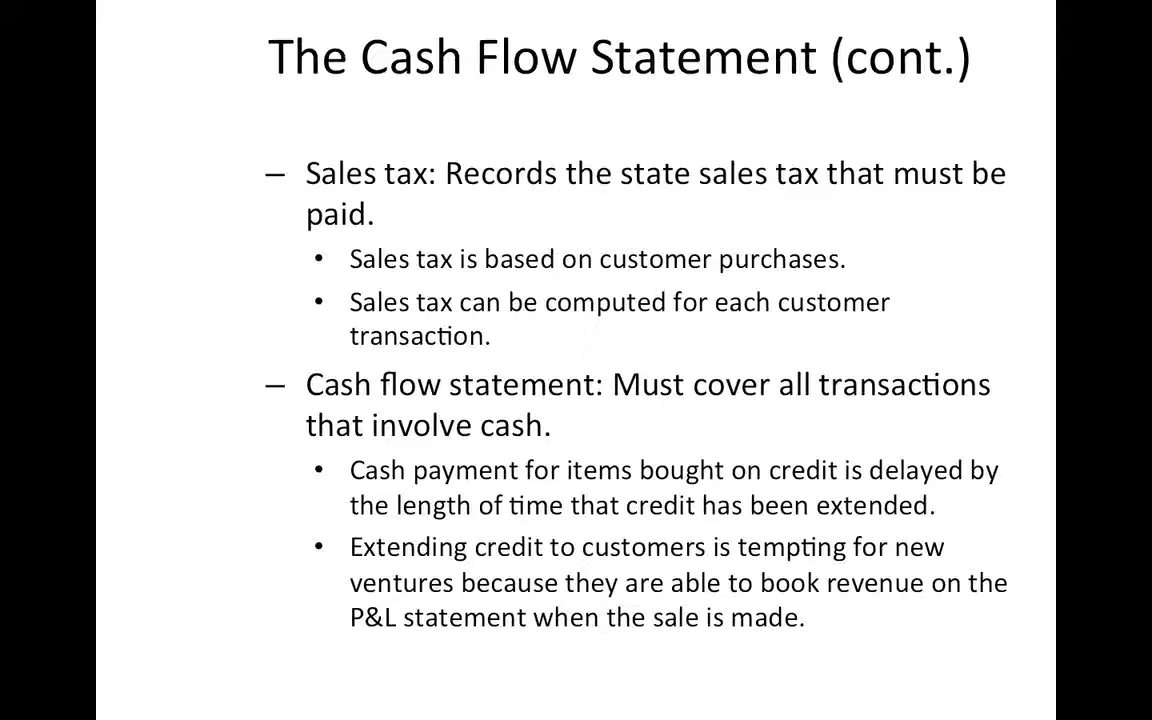 The Cash Flow Statement (cont.)
– Sales tax: Records the state sales tax that must be
paid.
• Sales tax is based on customer purchases.
• Sales tax can be computed for each customer
transaction.
– Cash flow statement: Must cover all transactions
that involve cash.
• Cash payment for items bought on credit is delayed by
the length of time that credit has been extended.
• Extending credit to customers is tempting for new
ventures because they are able to book revenue on the
P&L statement when the sale is made.